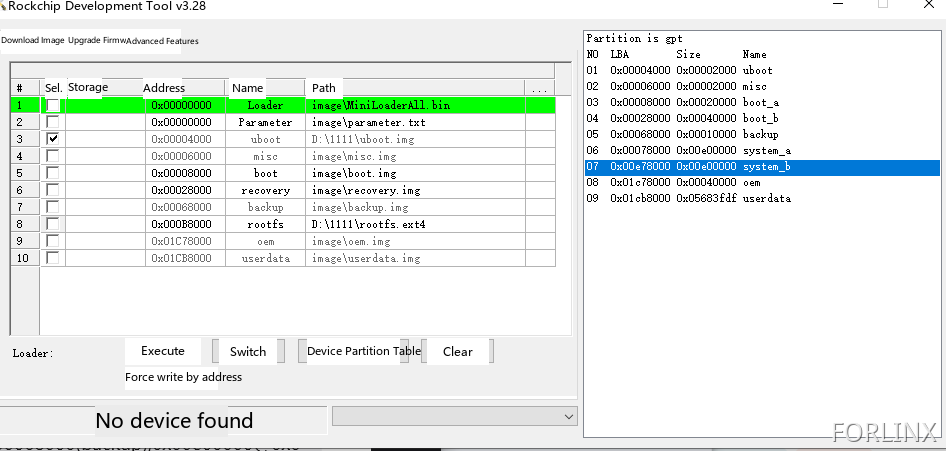 Rockchip Development Tool v3.28
Download Image Upgrade Firmw Advanced Features
# Sel. Storage Address Name Path ...
1 0x00000000 Loader image\MiniLoaderAll.bin
2 0x00000000 Parameter image\parameter.txt
3 0x00004000 uboot D:\1111\uboot.img
4 0x00006000 misc image\misc.img
5 0x00008000 boot image\boot.img
6 0x00028000 recovery image\recovery.img
7 0x00068000 backup image\backup.img
8 0x000B8000 rootfs D:\1111\rootfs.ext4
9 0x01C78000 oem image\oem.img
10 0x01CB8000 userdata image\userdata.img
Loader:
Execute Switch Device Partition Table Clear
Force write by address
No device found
Partition is gpt
NO LBA Size Name
01 0x00004000 0x00002000 uboot
02 0x00006000 0x00002000 misc
03 0x00008000 0x00020000 boot_a
04 0x00028000 0x00040000 boot_b
05 0x00068000 0x00010000 backup
06 0x00078000 0x00e00000 system_a
07 0x00e78000 0x00e00000 system_b
08 0x01c78000 0x00040000 oem
09 0x01cb8000 0x05683fdf userdata
FORLINX